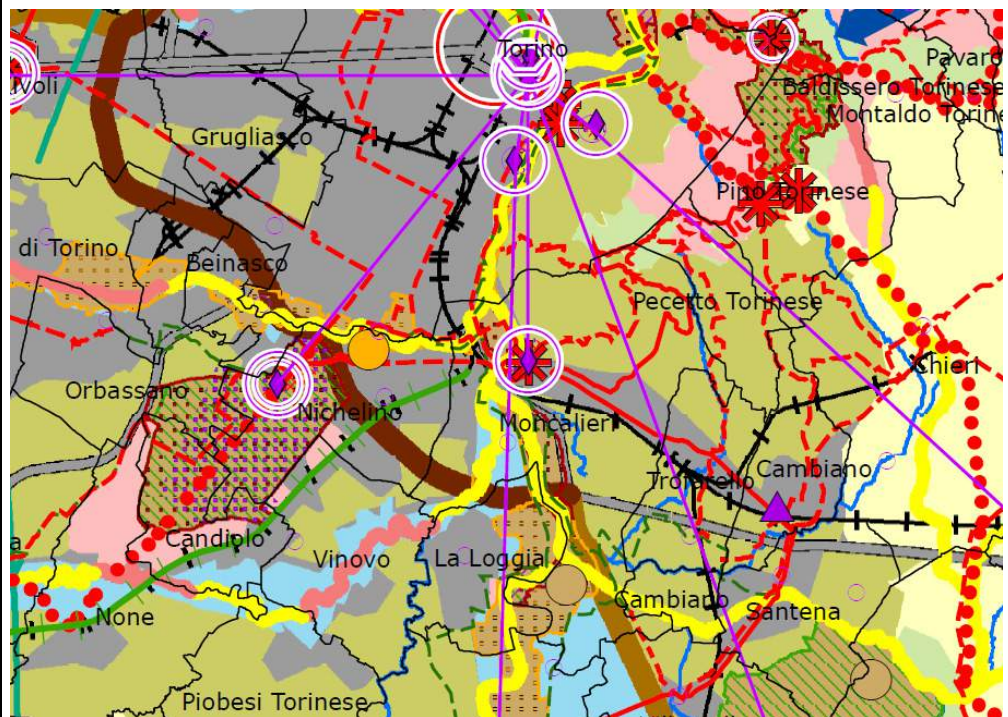 Torino
Pavaro
ivoli
Baldissero Torinese
Montaldo Torine
Grugliasco
Pino Torinese
di Torino
Beinasco
Pecetto Torinese
Chieri
Orbassano
Nichelino
Moncalieri
Trofarello
Cambiano
Candiolo
Vinovo
La Loggia
a
Cambiano
Santena
None
Piobesi Torinese